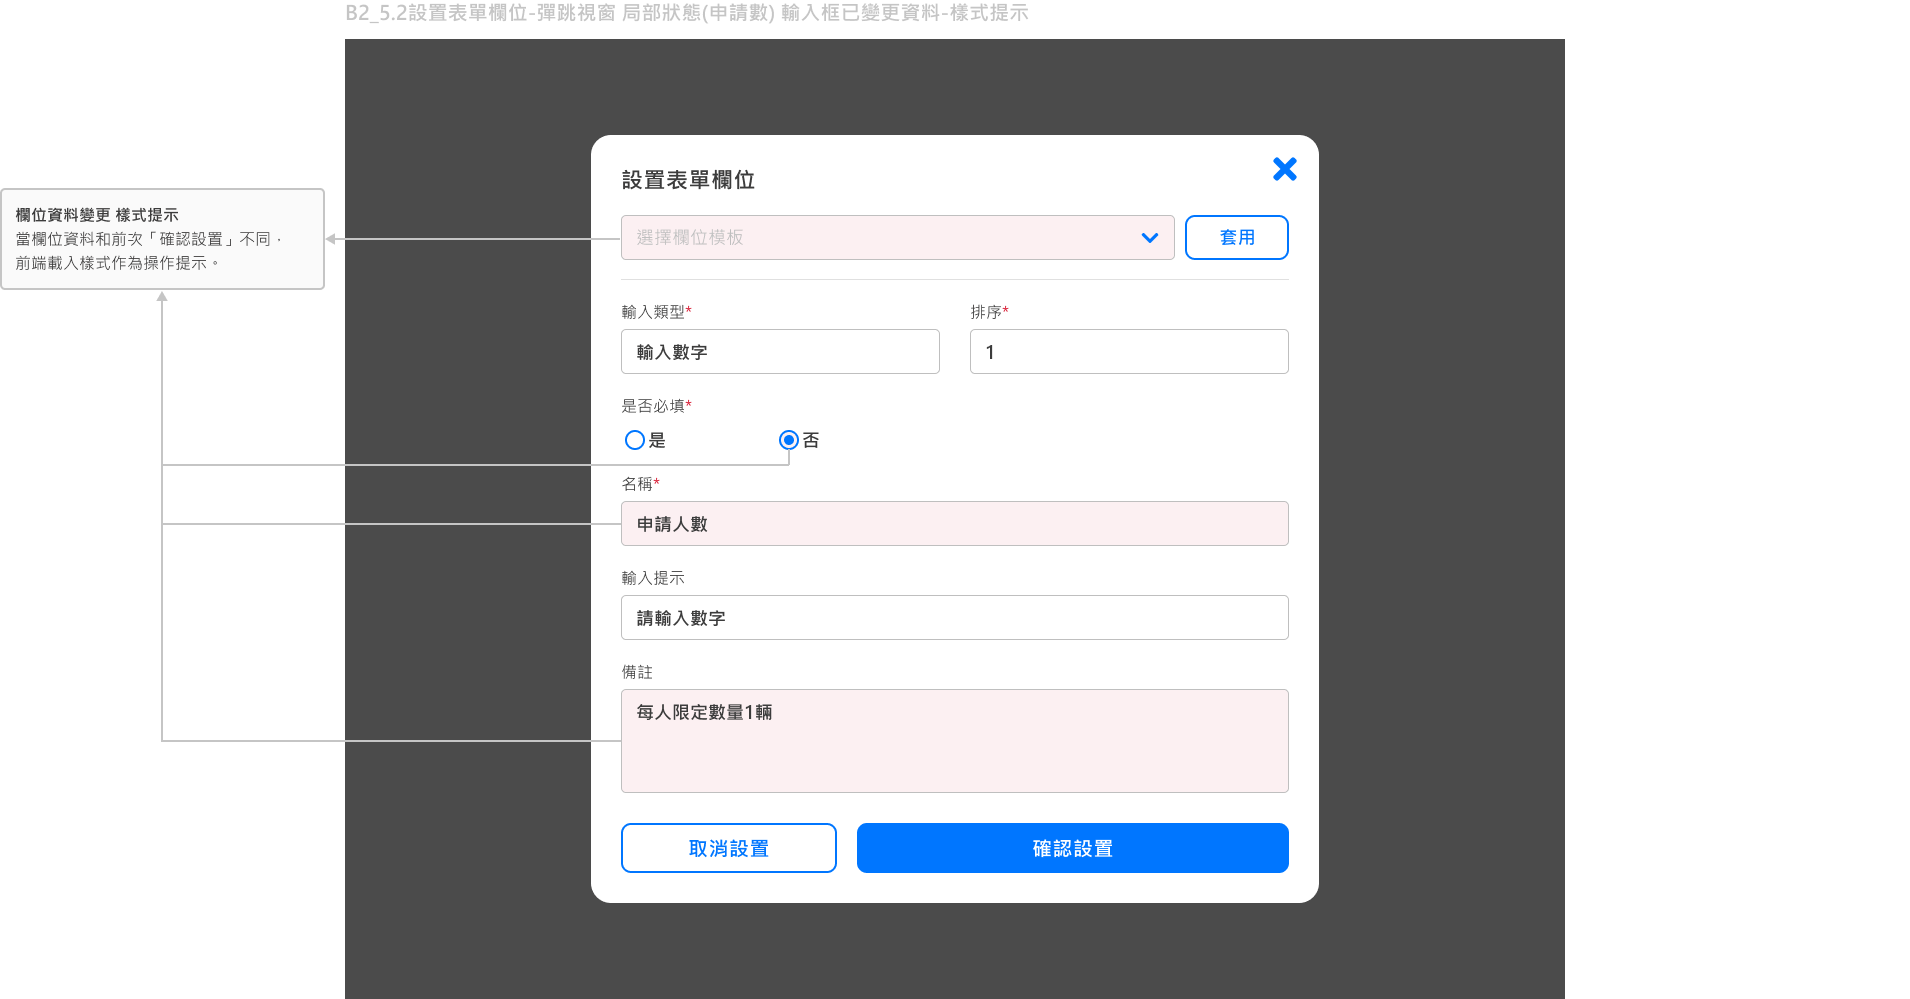 B2_5.2設置表單欄位-彈跳視窗 局部狀態(申請數) 輸入框已變更資料-樣式提示
設置表單欄位
欄位資料變更 樣式提示
當欄位資料和前次「確認設置」不同，
前端載入樣式作為操作提示。
選擇欄位模板
套用
輸入類型*
排序*
輸入數字
1
是否必填*
是
否
名稱*
申請人數
輸入提示
請輸入數字
備註
每人限定數量1輛
取消設置
確認設置